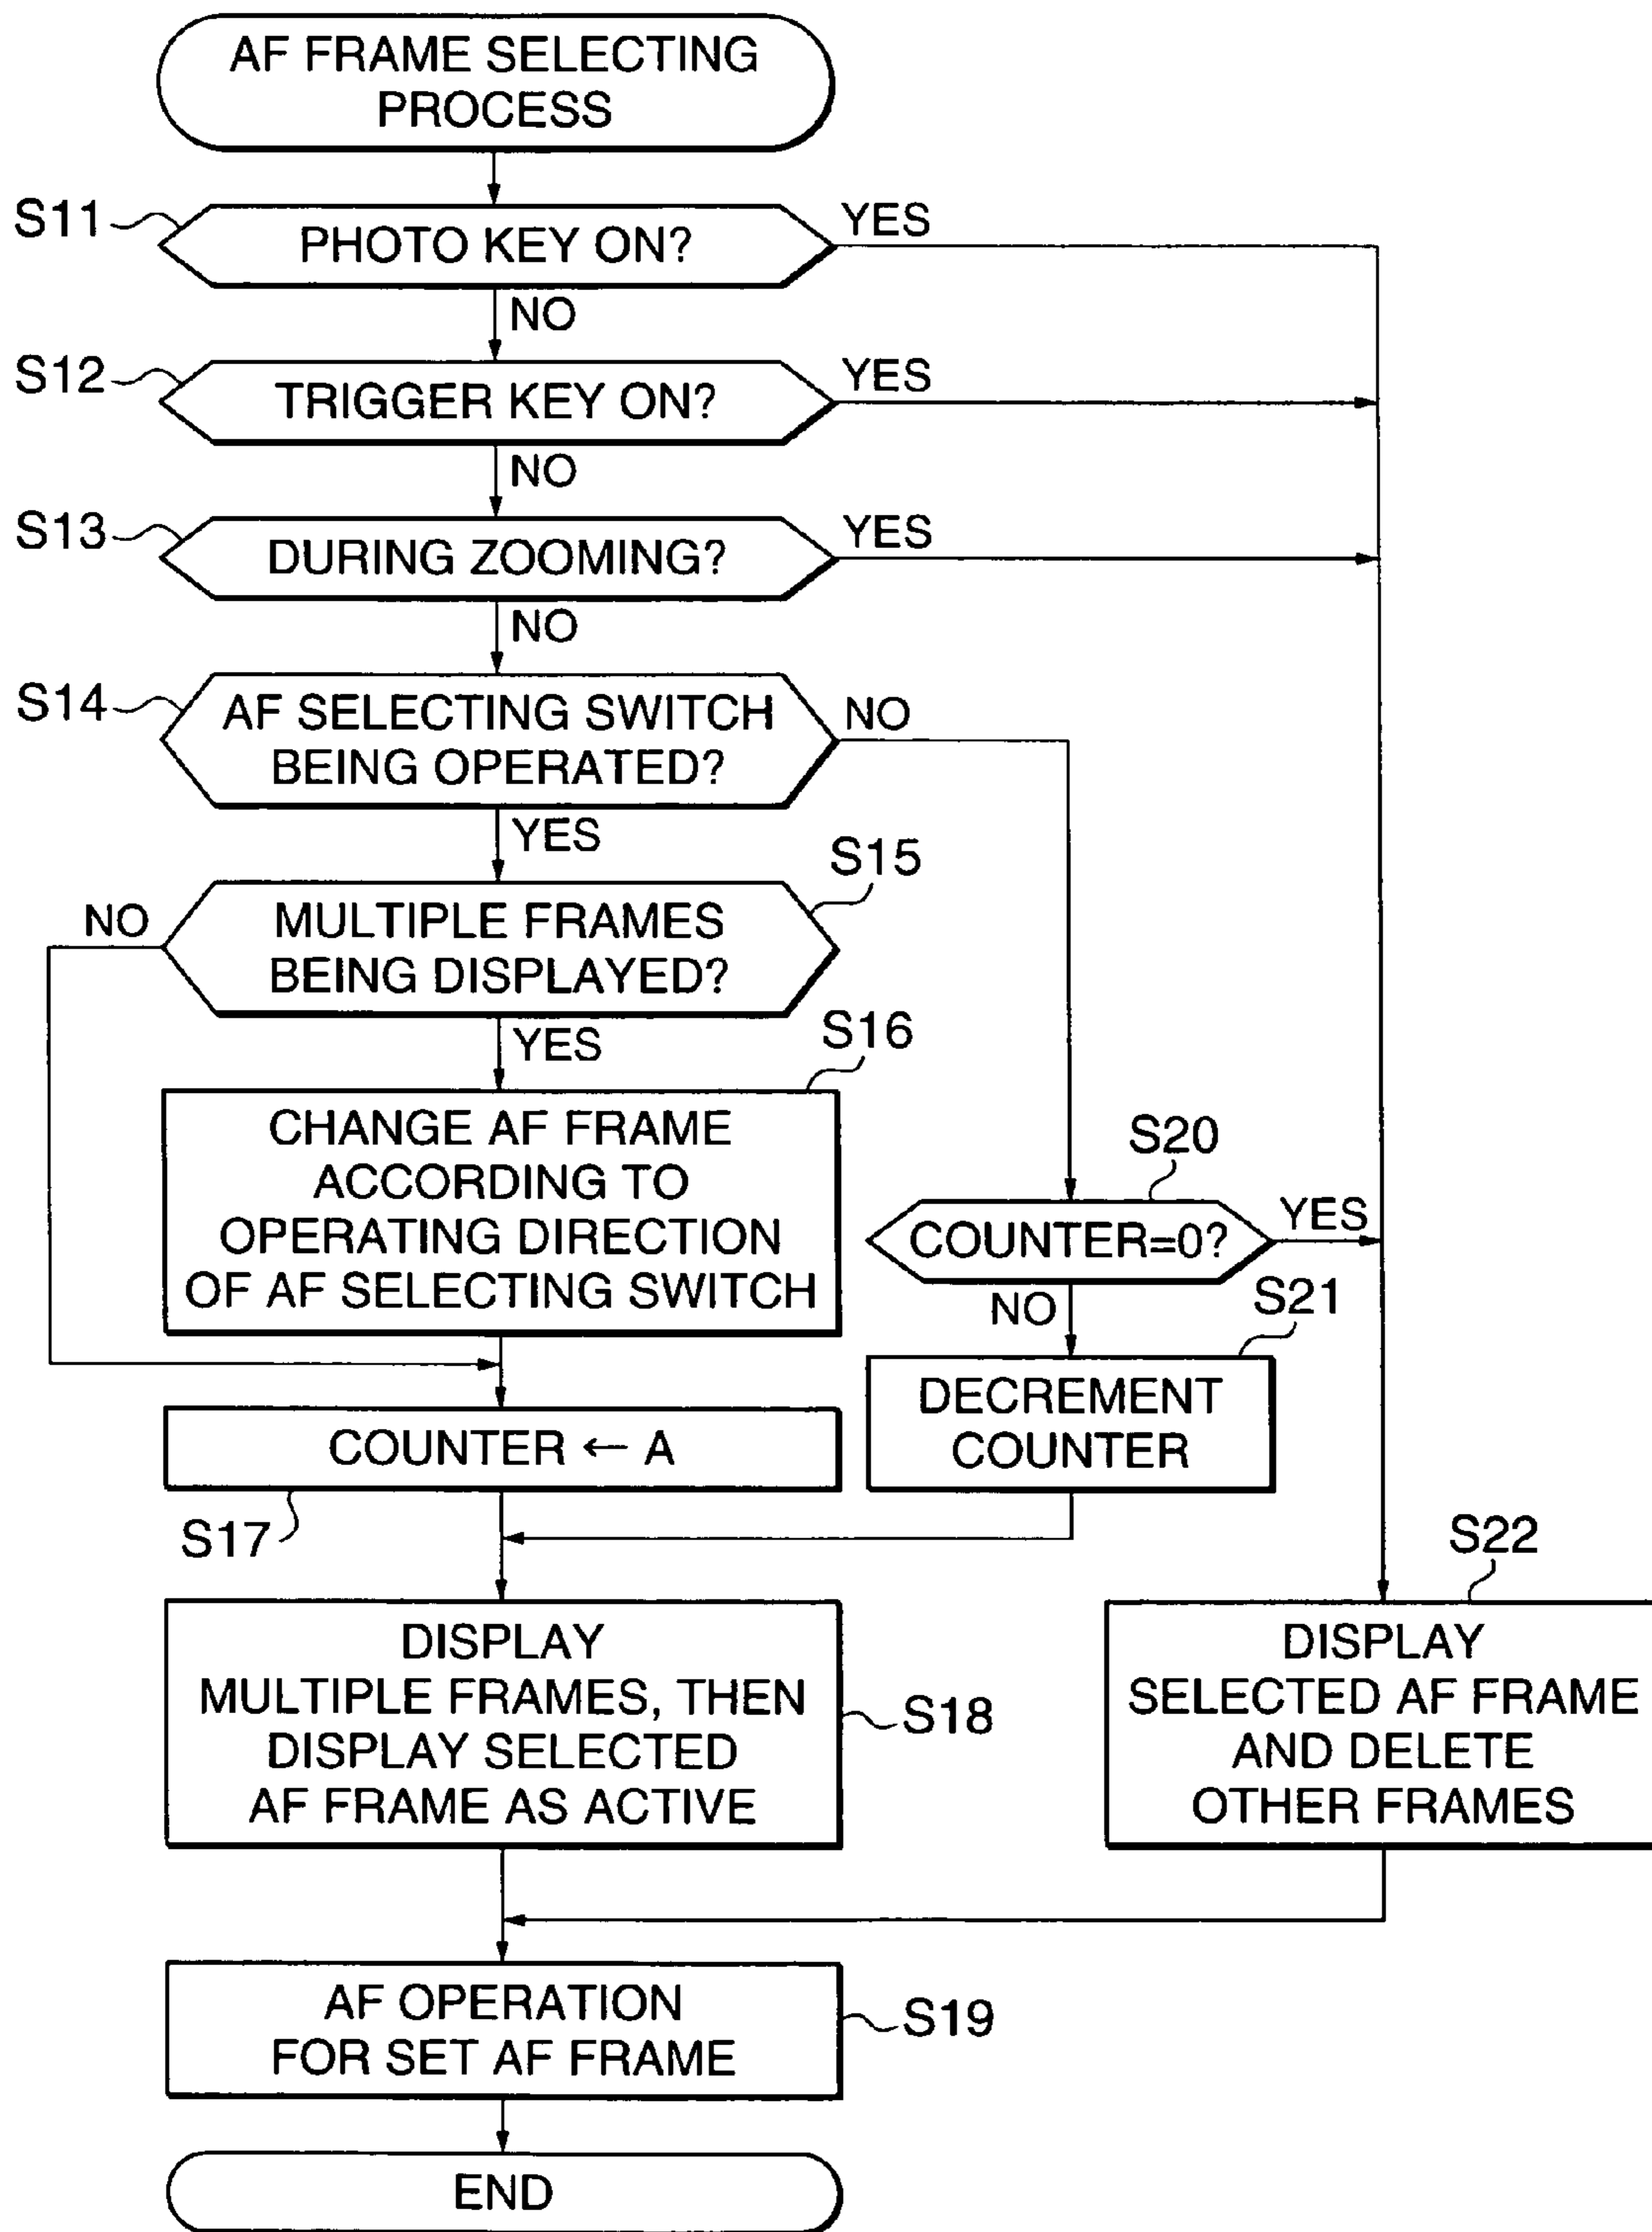 AF FRAME SELECTING
PROCESS
S11
PHOTO KEY ON?
YES
NO
S12
TRIGGER KEY ON?
YES
NO
S13
DURING ZOOMING?
YES
NO
S14
AF SELECTING SWITCH
BEING OPERATED?
NO
YES
S15
NO
MULTIPLE FRAMES
BEING DISPLAYED?
YES
S16
CHANGE AF FRAME
ACCORDING TO
OPERATING DIRECTION
OF AF SELECTING SWITCH
S20
COUNTER=0?
YES
NO
S21
DECREMENT
COUNTER
COUNTER ← A
S17
DISPLAY
MULTIPLE FRAMES, THEN
DISPLAY SELECTED
AF FRAME AS ACTIVE
S18
S22
DISPLAY
SELECTED AF FRAME
AND DELETE
OTHER FRAMES
AF OPERATION
FOR SET AF FRAME
S19
END